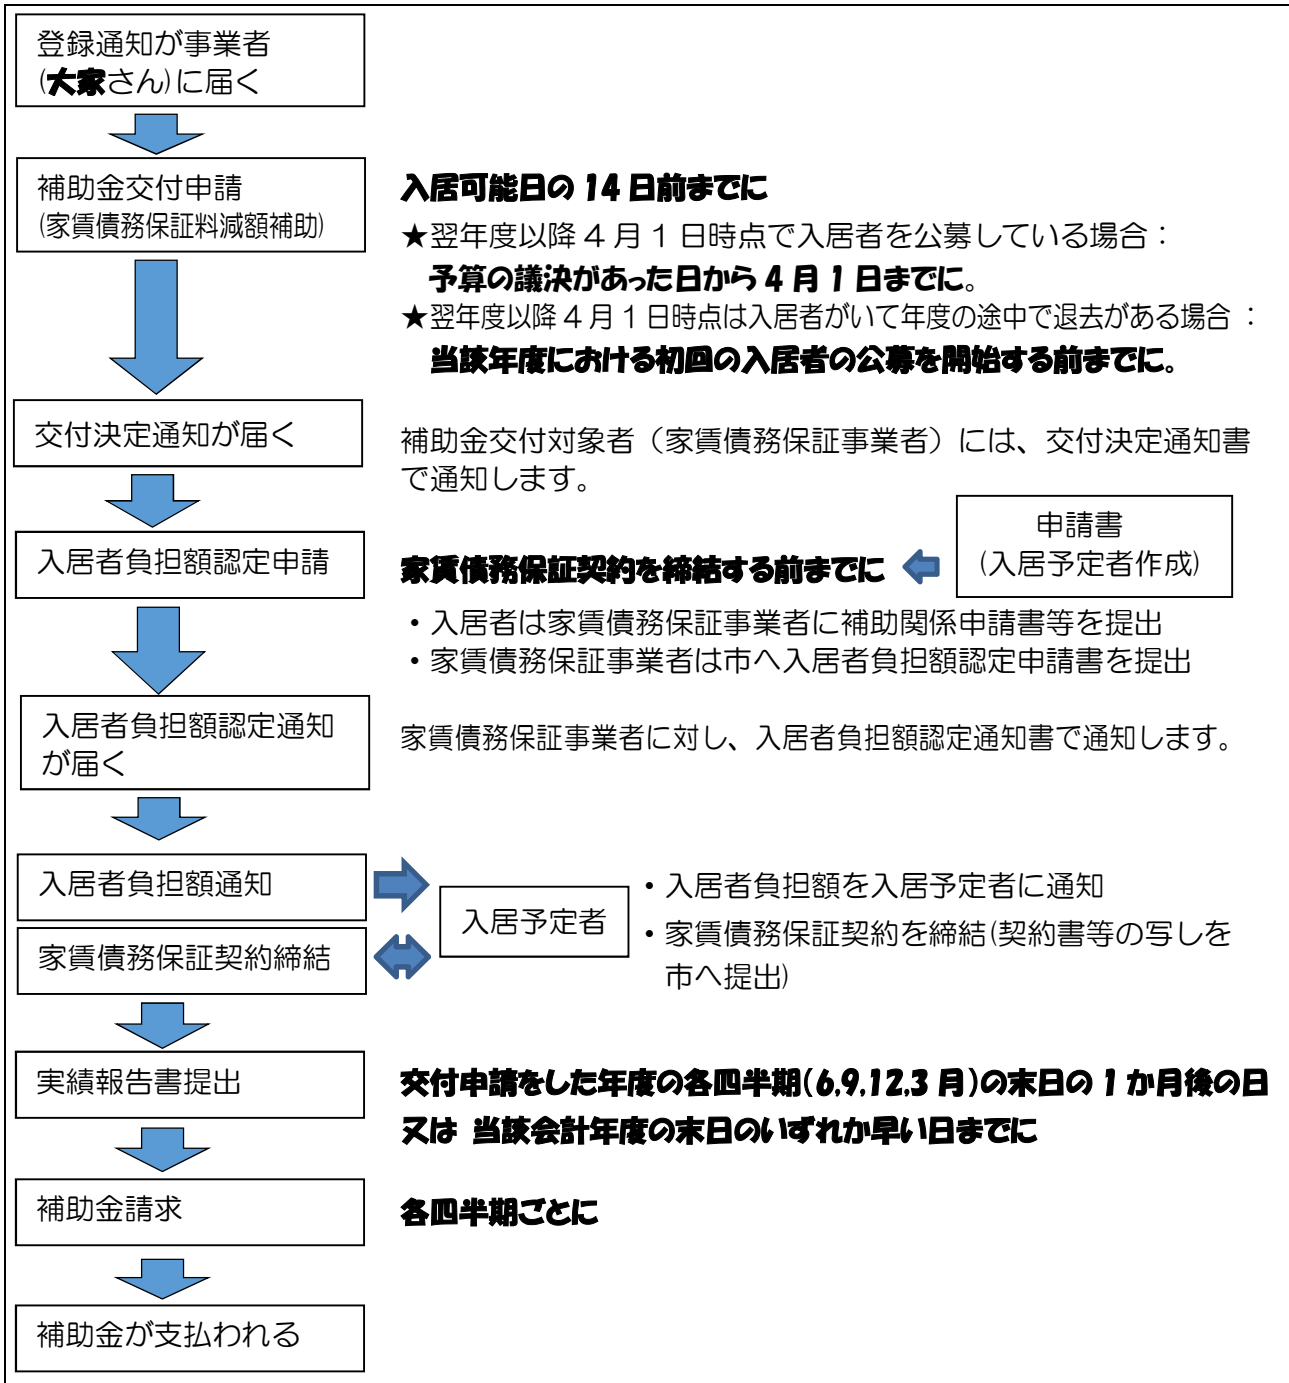 登録通知が事業者
(大家さん)に届く
補助金交付申請
(家賃債務保証料減額補助)
入居可能日の 14 日前までに
★翌年度以降 4 月 1 日時点で入居者を公募している場合：
予算の議決があった日から 4 月 1 日までに。
★翌年度以降 4 月 1 日時点は入居者がいて年度の途中で退去がある場合：
当該年度における初回の入居者の公募を開始する前までに。
交付決定通知が届く
補助金交付対象者（家賃債務保証事業者）には、交付決定通知書
で通知します。
入居者負担額認定申請
家賃債務保証契約を締結する前までに
申請書
(入居予定者作成)
・入居者は家賃債務保証事業者に補助関係申請書等を提出
・家賃債務保証事業者は市へ入居者負担額認定申請書を提出
入居者負担額認定通知
が届く
家賃債務保証事業者に対し、入居者負担額認定通知書で通知します。
入居者負担額通知
家賃債務保証契約締結
入居予定者
・入居者負担額を入居予定者に通知
・家賃債務保証契約を締結(契約書等の写しを
市へ提出)
実績報告書提出
交付申請をした年度の各四半期(6,9,12,3 月)の末日の 1 か月後の日
又は 当該会計年度の末日のいずれか早い日までに
補助金請求
各四半期ごとに
補助金が支払われる